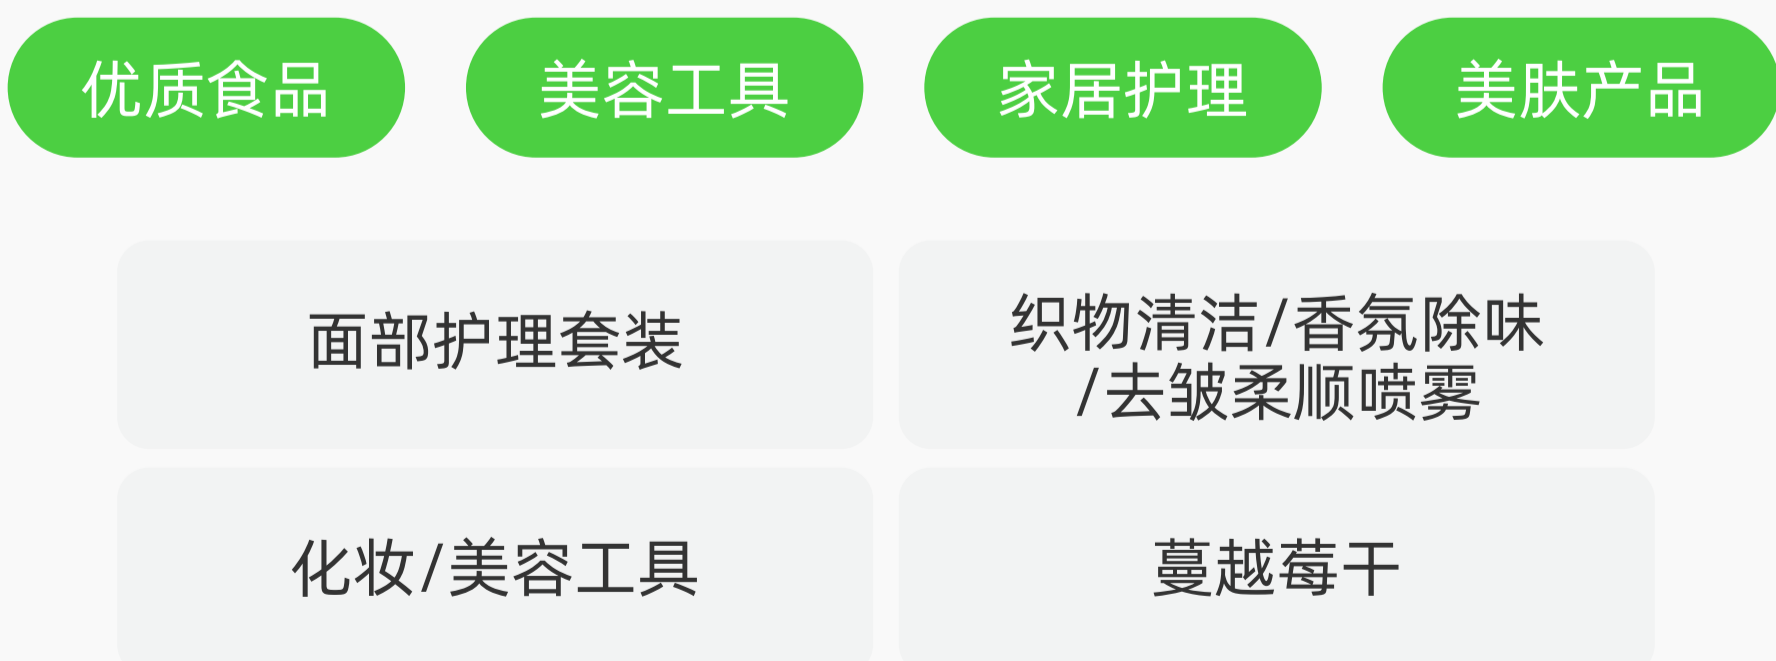 优质食品 美容工具 家居护理 美肤产品
面部护理套装
织物清洁/香氛除味
/去皱柔顺喷雾
化妆/美容工具
蔓越莓干